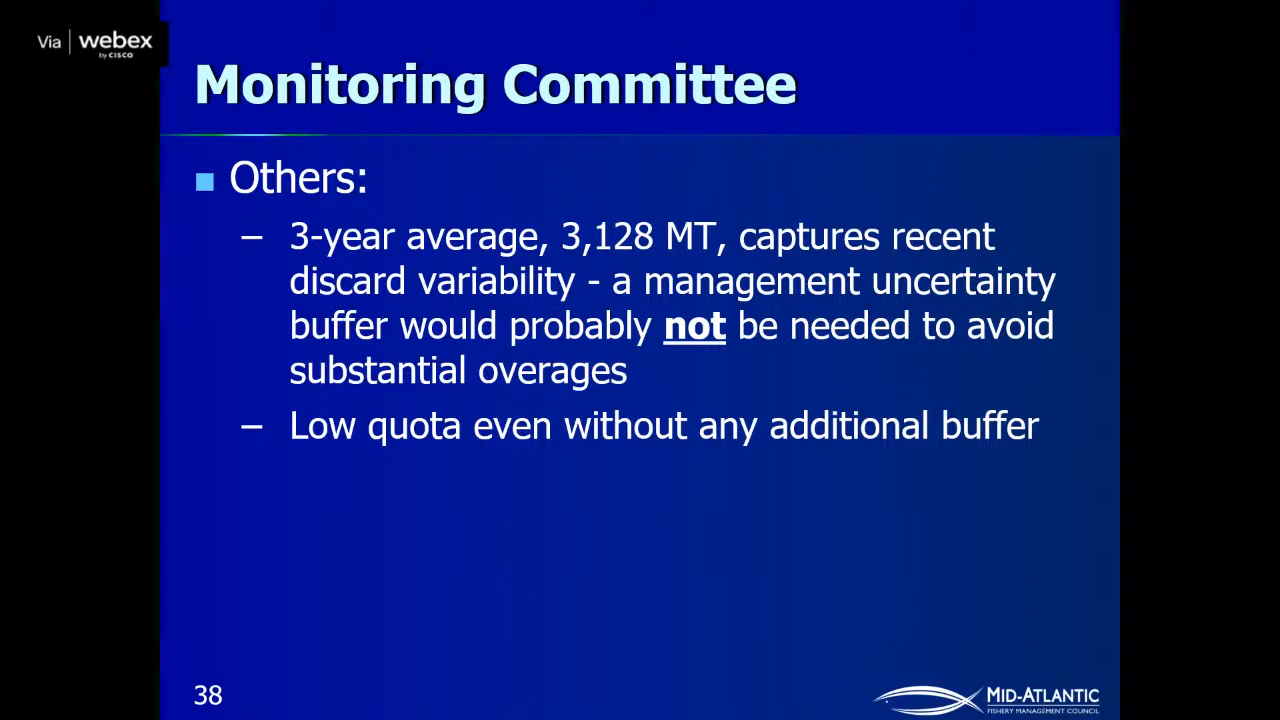 Via | webex
by CISCO
Monitoring Committee
Others:
– 3-year average, 3,128 MT, captures recent
discard variability - a management uncertainty
buffer would probably not be needed to avoid
substantial overages
– Low quota even without any additional buffer
38
MID-ATLANTIC
FISHERY MANAGEMENT COUNCIL